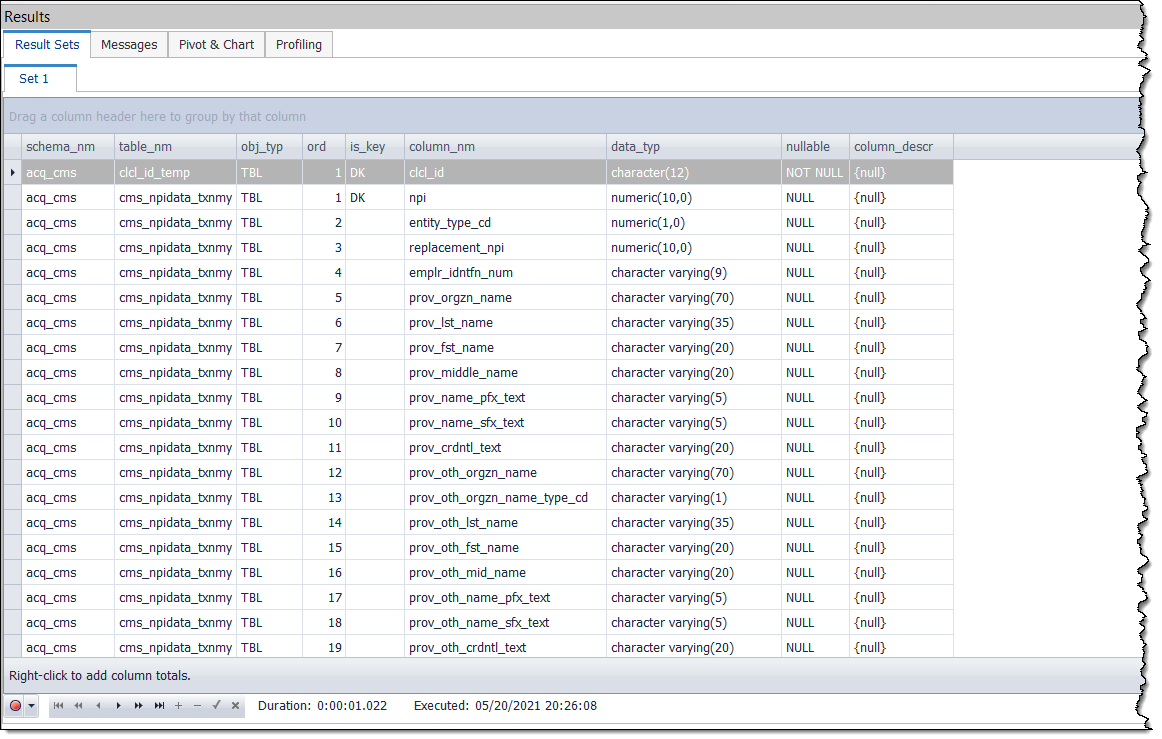 Results
Result Sets Messages Pivot & Chart Profiling
Set 1
Drag a column header here to group by that column
schema_nm table_nm obj_typ ord is_key column_nm data_typ nullable column_descr
acq_cms clcl_id_temp TBL 1 DK clcl_id character(12) NOT NULL {null}
acq_cms cms_npidata_txnmy TBL 1 DK npi numeric(10,0) NULL {null}
acq_cms cms_npidata_txnmy TBL 2 entity_type_cd numeric(1,0) NULL {null}
acq_cms cms_npidata_txnmy TBL 3 replacement_npi numeric(10,0) NULL {null}
acq_cms cms_npidata_txnmy TBL 4 emplr_idntfn_num character varying(9) NULL {null}
acq_cms cms_npidata_txnmy TBL 5 prov_orgzn_name character varying(70) NULL {null}
acq_cms cms_npidata_txnmy TBL 6 prov_lst_name character varying(35) NULL {null}
acq_cms cms_npidata_txnmy TBL 7 prov_fst_name character varying(20) NULL {null}
acq_cms cms_npidata_txnmy TBL 8 prov_middle_name character varying(20) NULL {null}
acq_cms cms_npidata_txnmy TBL 9 prov_name_pfx_text character varying(5) NULL {null}
acq_cms cms_npidata_txnmy TBL 10 prov_name_sfx_text character varying(5) NULL {null}
acq_cms cms_npidata_txnmy TBL 11 prov_crdntl_text character varying(20) NULL {null}
acq_cms cms_npidata_txnmy TBL 12 prov_oth_orgzn_name character varying(70) NULL {null}
acq_cms cms_npidata_txnmy TBL 13 prov_oth_orgzn_name_type_cd character varying(1) NULL {null}
acq_cms cms_npidata_txnmy TBL 14 prov_oth_lst_name character varying(35) NULL {null}
acq_cms cms_npidata_txnmy TBL 15 prov_oth_fst_name character varying(20) NULL {null}
acq_cms cms_npidata_txnmy TBL 16 prov_oth_mid_name character varying(20) NULL {null}
acq_cms cms_npidata_txnmy TBL 17 prov_oth_name_pfx_text character varying(5) NULL {null}
acq_cms cms_npidata_txnmy TBL 18 prov_oth_name_sfx_text character varying(5) NULL {null}
acq_cms cms_npidata_txnmy TBL 19 prov_oth_crdntl_text character varying(20) NULL {null}
Right-click to add column totals.
Duration: 0:00:01.022 Executed: 05/20/2021 20:26:08